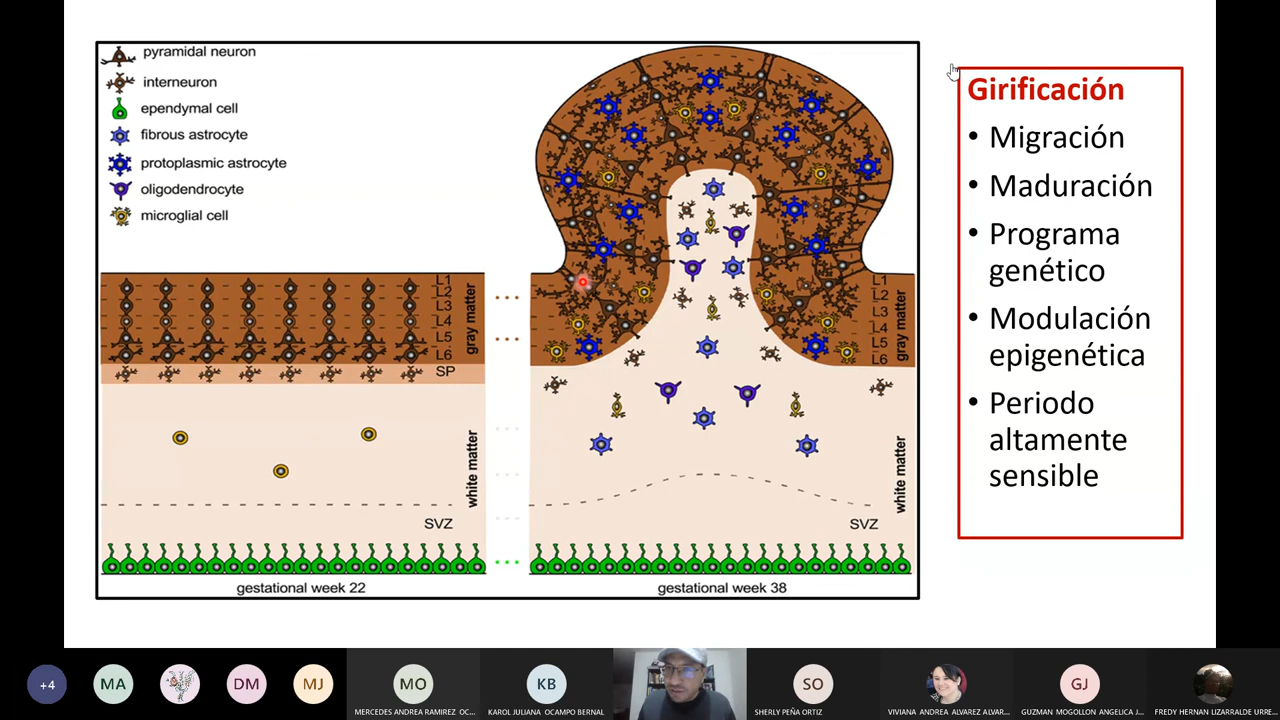 pyramidal neuron
interneuron
ependymal cell
fibrous astrocyte
protoplasmic astrocyte
oligodendrocyte
microglial cell
L1
L2
L3
L4
L5
L6
SP
gray matter
white matter
SVZ
gestational week 22
L1
L2
L3
L4
L5
L6
gray matter
white matter
SVZ
gestational week 38
Girificación
• Migración
• Maduración
• Programa
genético
• Modulación
epigenética
• Periodo
altamente
sensible
+4
MA
DM
MJ
MO
MERCEDES ANDREA RAMIREZ OC...
KB
KAROL JULIANA OCAMPO BERNAL
SO
SHERLY PEÑA ORTIZ
VIVIANA ANDREA ALVAREZ ALVAR...
GJ
GUZMAN MOGOLLON ANGELICA J...
FREDY HERNAN LIZARRALDE URRE...